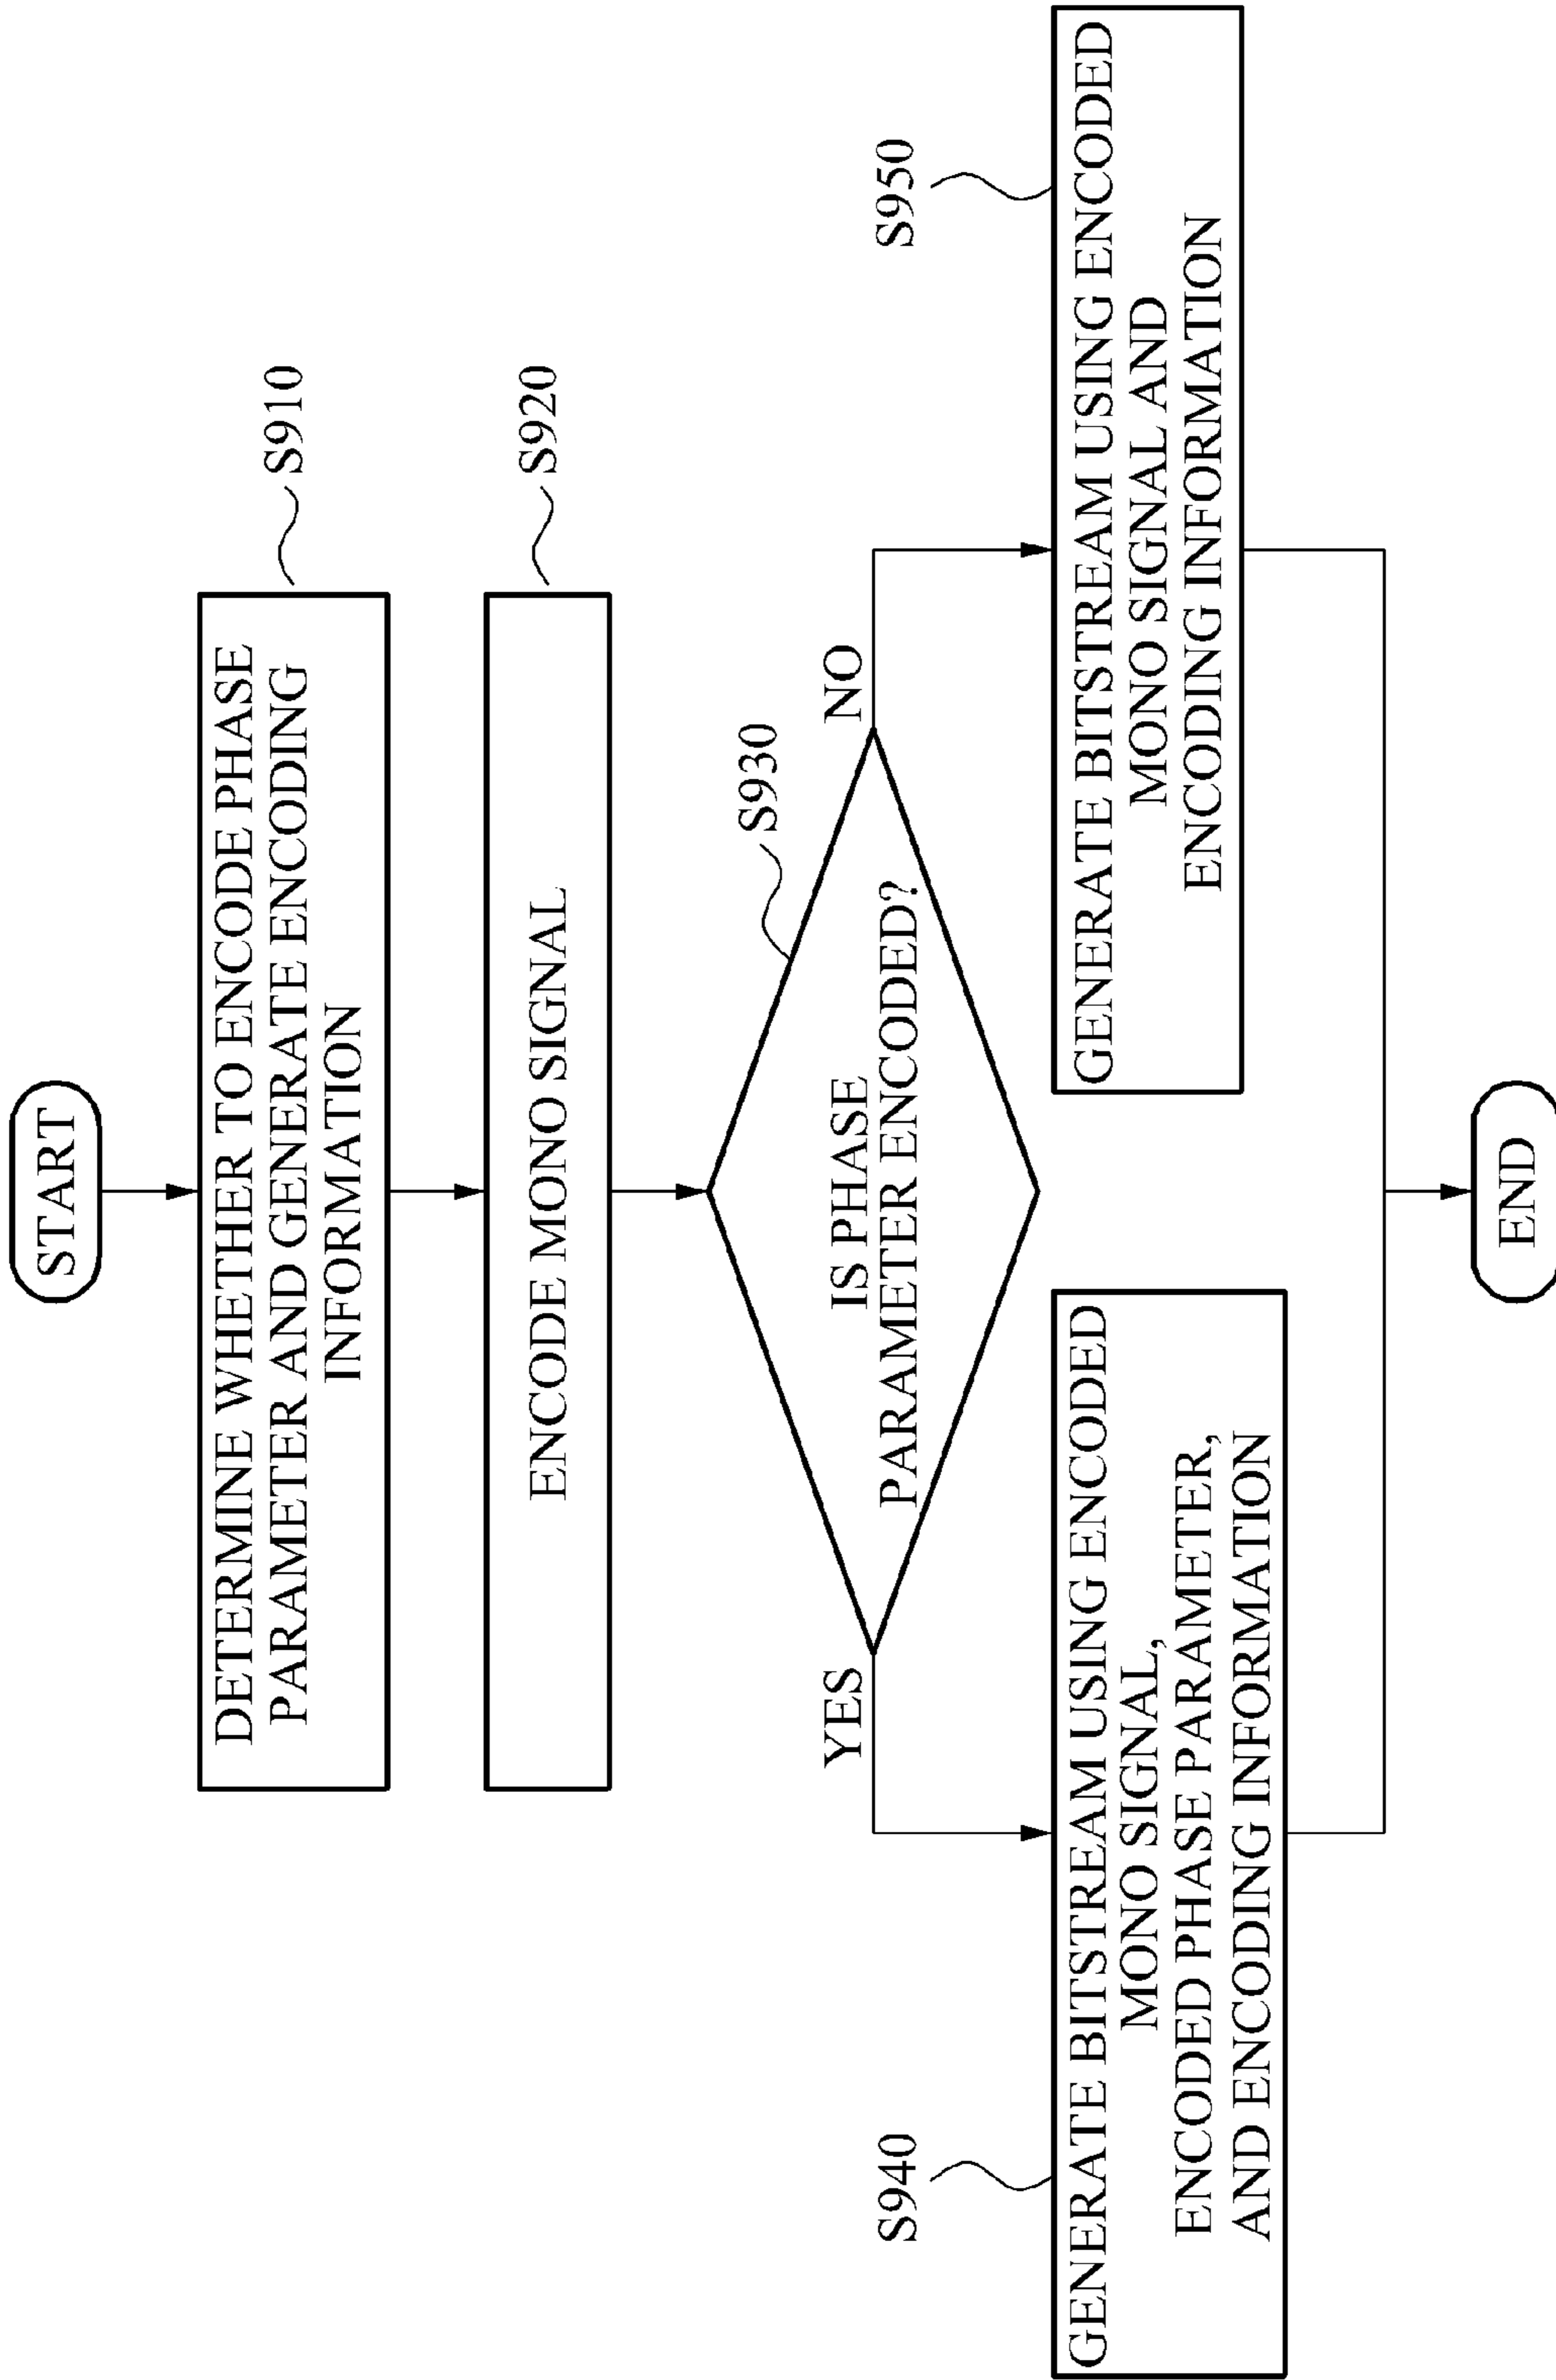 START
DETERMINE WHETHER TO ENCODE PHASE
PARAMETER AND GENERATE ENCODING
INFORMATION
S910
ENCODE MONO SIGNAL
S920
S930
IS PHASE
PARAMETER ENCODED?
YES
NO
S940
GENERATE BITSTREAM USING ENCODED
MONO SIGNAL,
ENCODED PHASE PARAMETER,
AND ENCODING INFORMATION
S950
GENERATE BITSTREAM USING ENCODED
MONO SIGNAL AND
ENCODING INFORMATION
END